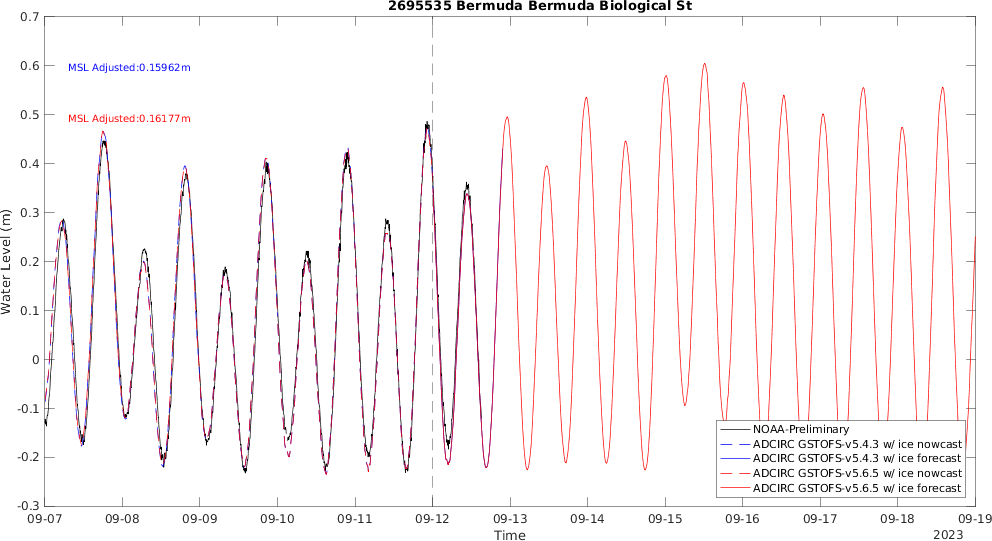 2695535 Bermuda Bermuda Biological St
MSL Adjusted:0.15962m
MSL Adjusted:0.16177m
Water Level (m)
0.7
0.6
0.5
0.4
0.3
0.2
0.1
0
-0.1
-0.2
-0.3
NOAA-Preliminary
ADCIRC GSTOFS-v5.4.3 w/ ice nowcast
ADCIRC GSTOFS-v5.4.3 w/ ice forecast
ADCIRC GSTOFS-v5.6.5 w/ ice nowcast
ADCIRC GSTOFS-v5.6.5 w/ ice forecast
09-07 09-08 09-09 09-10 09-11 09-12 09-13 09-14 09-15 09-16 09-17 09-18 09-19
Time
2023